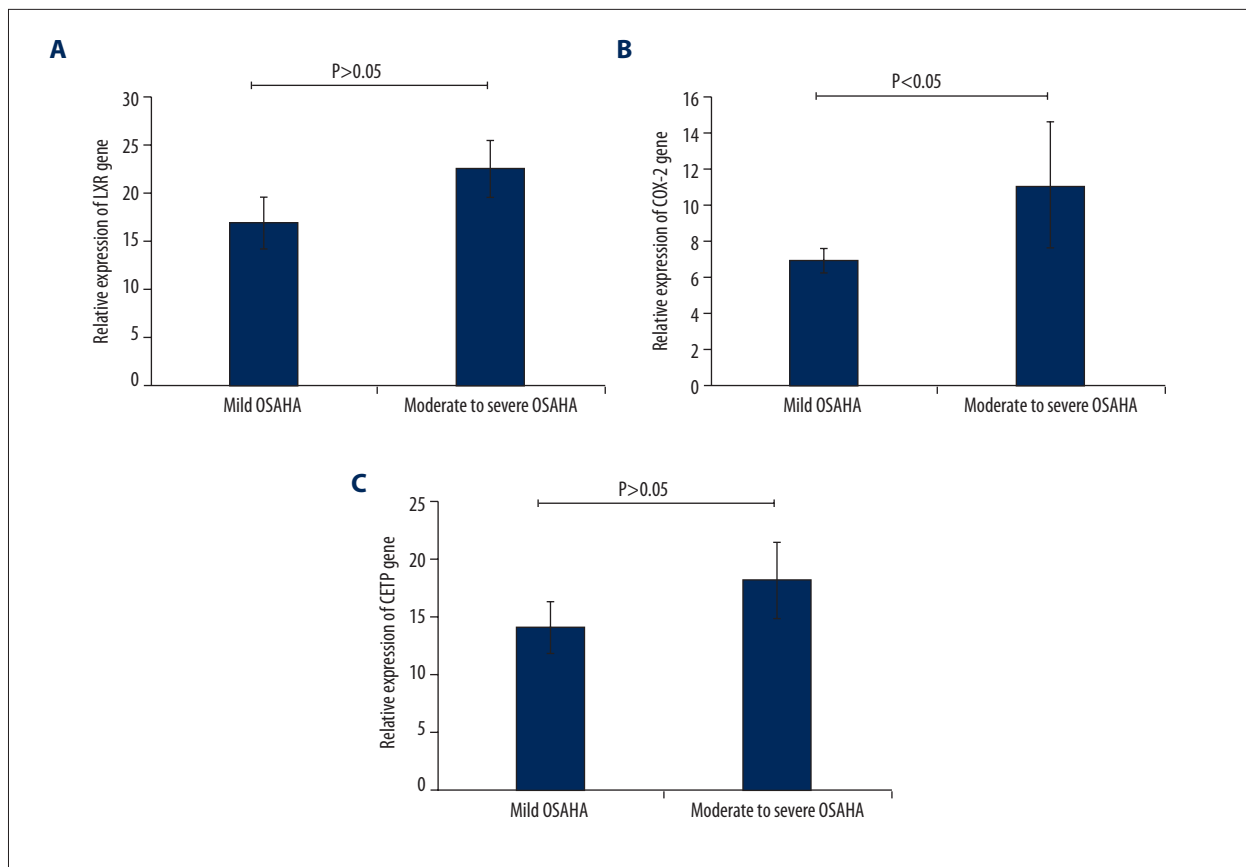 A
P>0.05
30
25
20
15
10
5
0
Relative expression of LXR gene
Mild OSAHA
Moderate to severe OSAHA
B
P<0.05
16
14
12
10
8
6
4
2
0
Relative expression of COX-2 gene
Mild OSAHA
Moderate to severe OSAHA
C
P>0.05
25
20
15
10
5
0
Relative expression of CETP gene
Mild OSAHA
Moderate to severe OSAHA